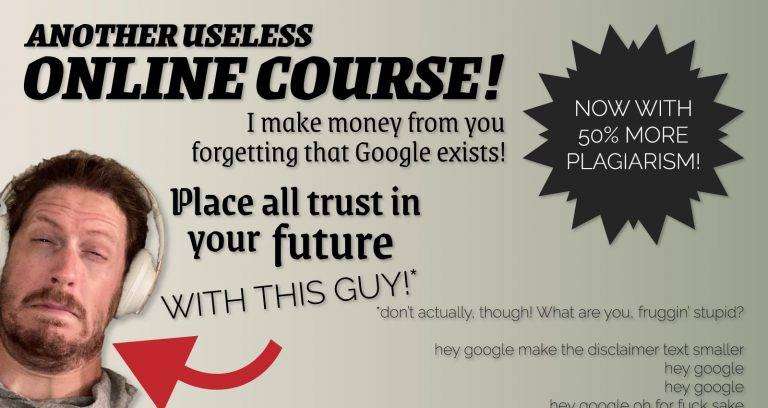 ANOTHER USELESS
ONLINE COURSE!
I make money from you
forgetting that Google exists!
NOW WITH
50% MORE
PLAGIARISM!
Place all trust in
your future
WITH THIS GUY!*
*don't actually, though! What are you, fruggin' stupid?
hey google make the disclaimer text smaller
hey google
hey google
hey google oh for fuck sake